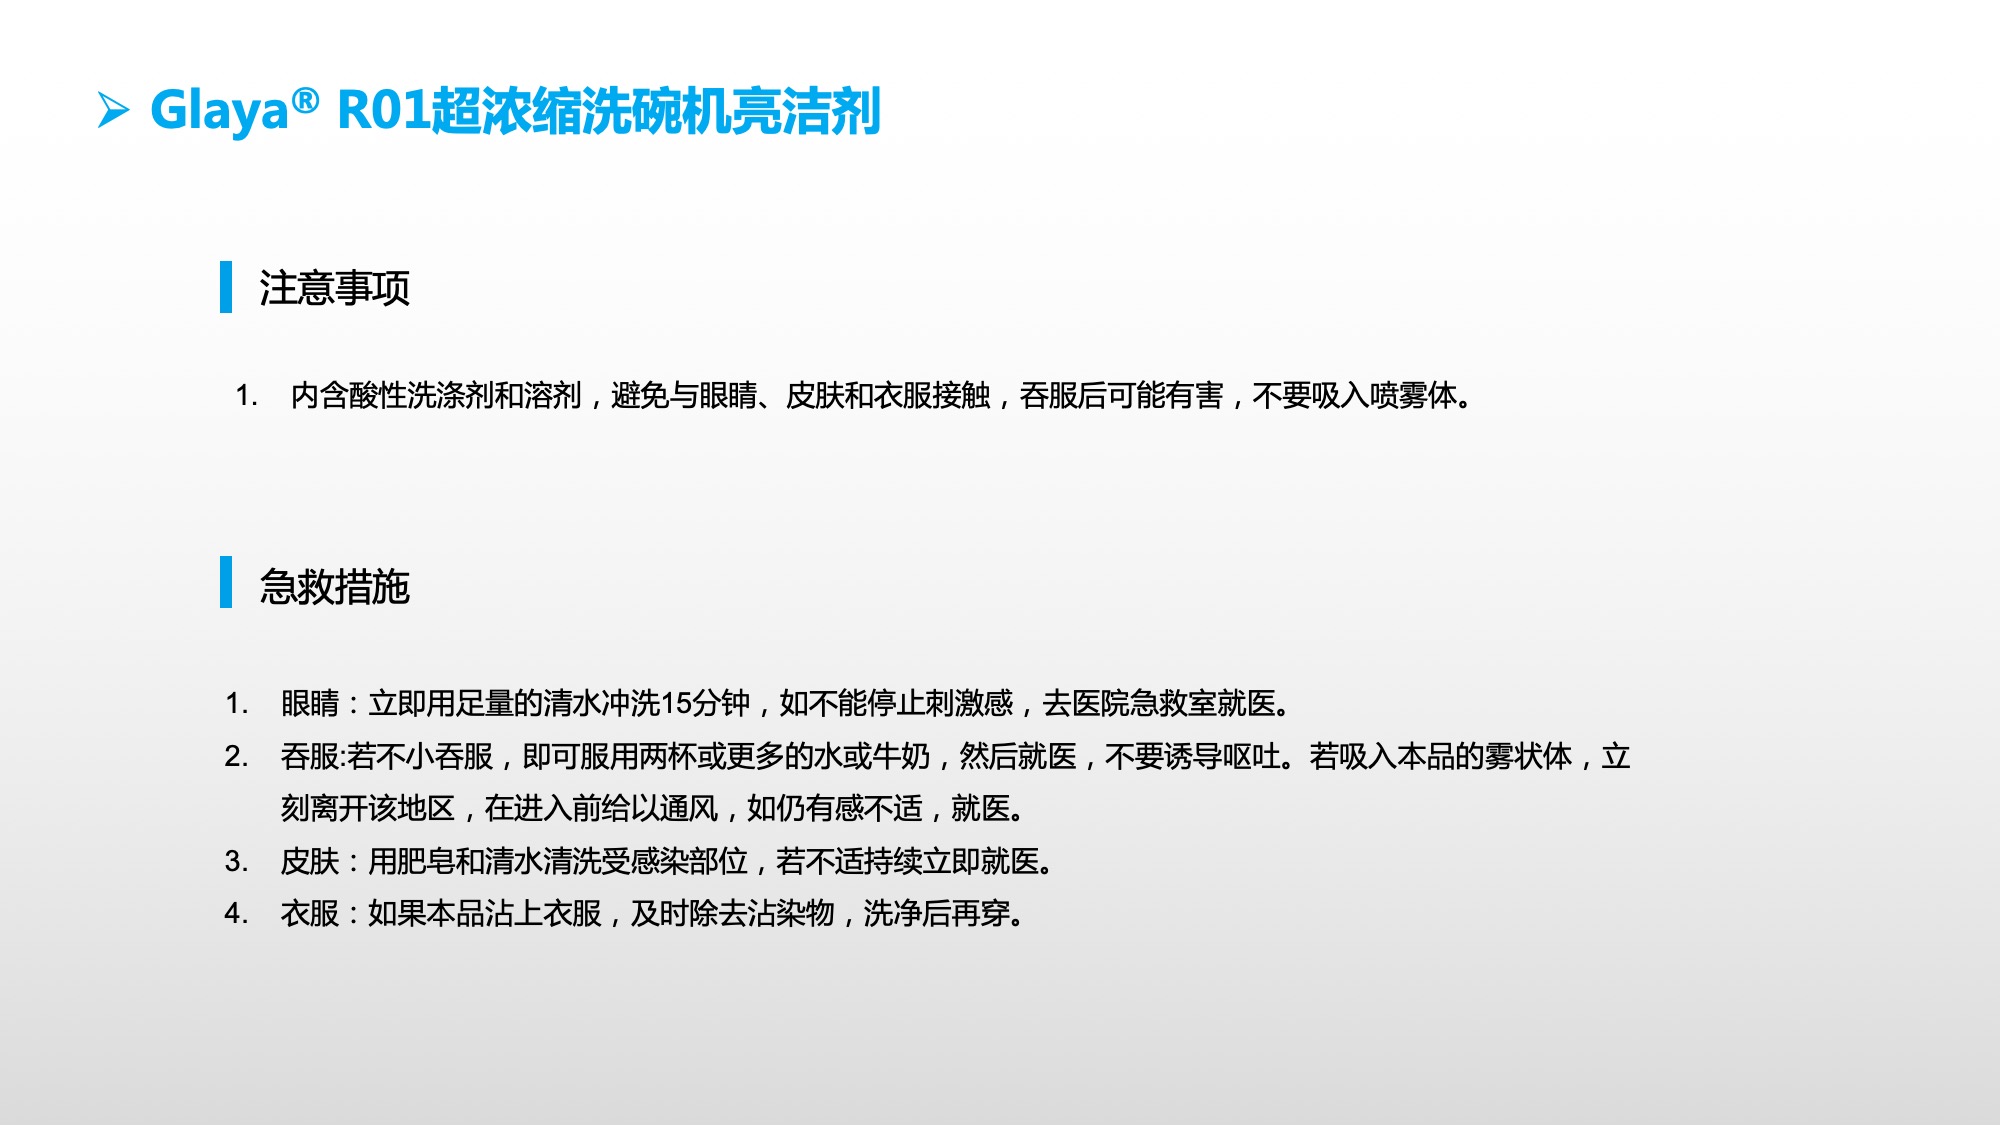 ➢ Glaya® R01超浓缩洗碗机亮洁剂
注意事项
1. 内含酸性洗涤剂和溶剂，避免与眼睛、皮肤和衣服接触，吞服后可能有害，不要吸入喷雾体。
急救措施
1. 眼睛：立即用足量的清水冲洗15分钟，如不能停止刺激感，去医院急救室就医。
2. 吞服:若不小吞服，即可服用两杯或更多的水或牛奶，然后就医，不要诱导呕吐。若吸入本品的雾状体，立
刻离开该地区，在进入前给以通风，如仍有感不适，就医。
3. 皮肤：用肥皂和清水清洗受感染部位，若不适持续立即就医。
4. 衣服：如果本品沾上衣服，及时除去沾染物，洗净后再穿。